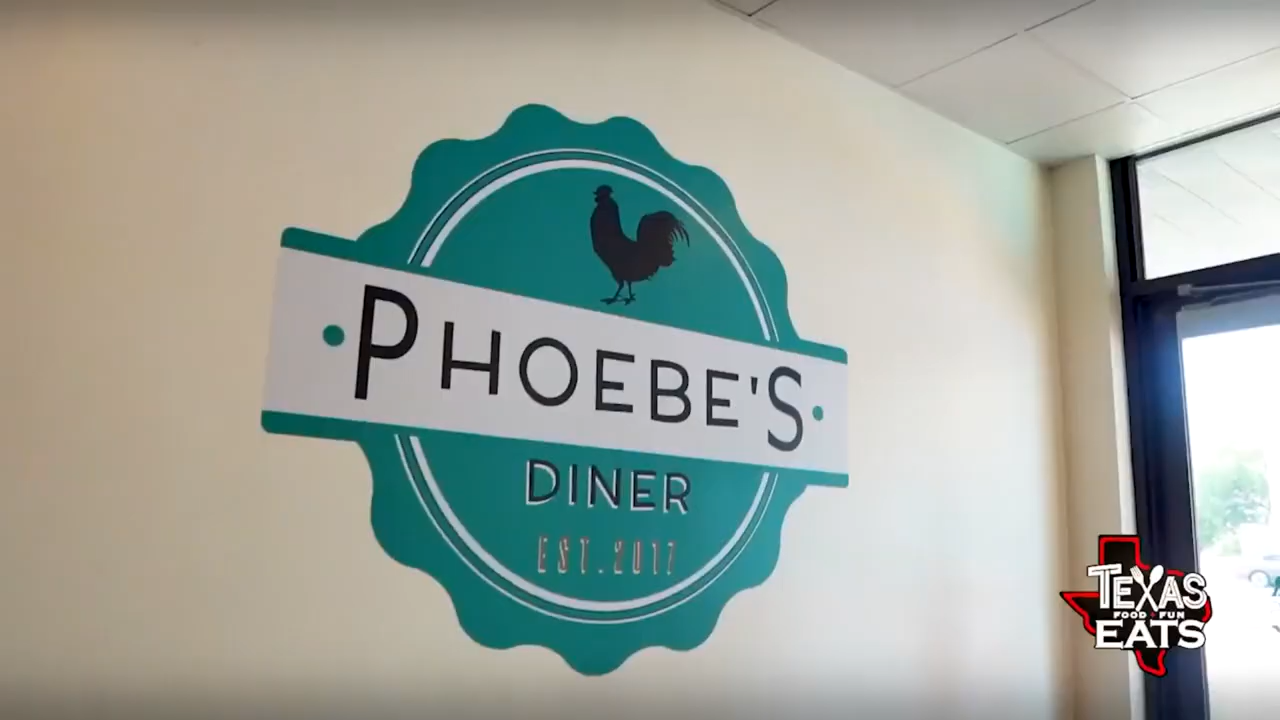 PHOEBE'S
DINER
EST.2017
TEXAS
FOOD + FUN
EATS